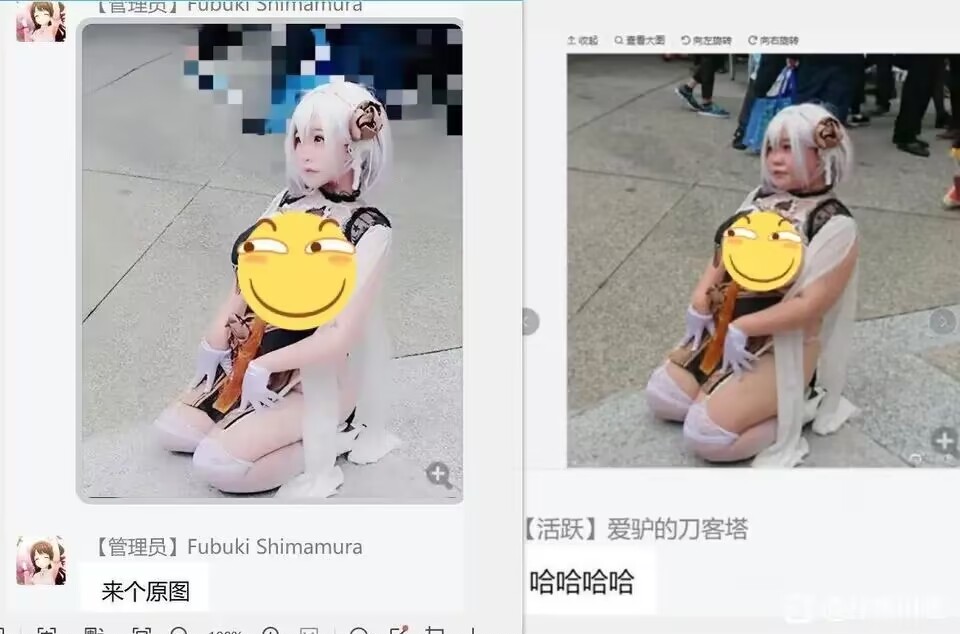 【管理员】Fubuki Shimamura
收起 查看大图 向左旋转 向右旋转
【管理员】Fubuki Shimamura
来个原图
【活跃】爱驴的刀客塔
哈哈哈哈